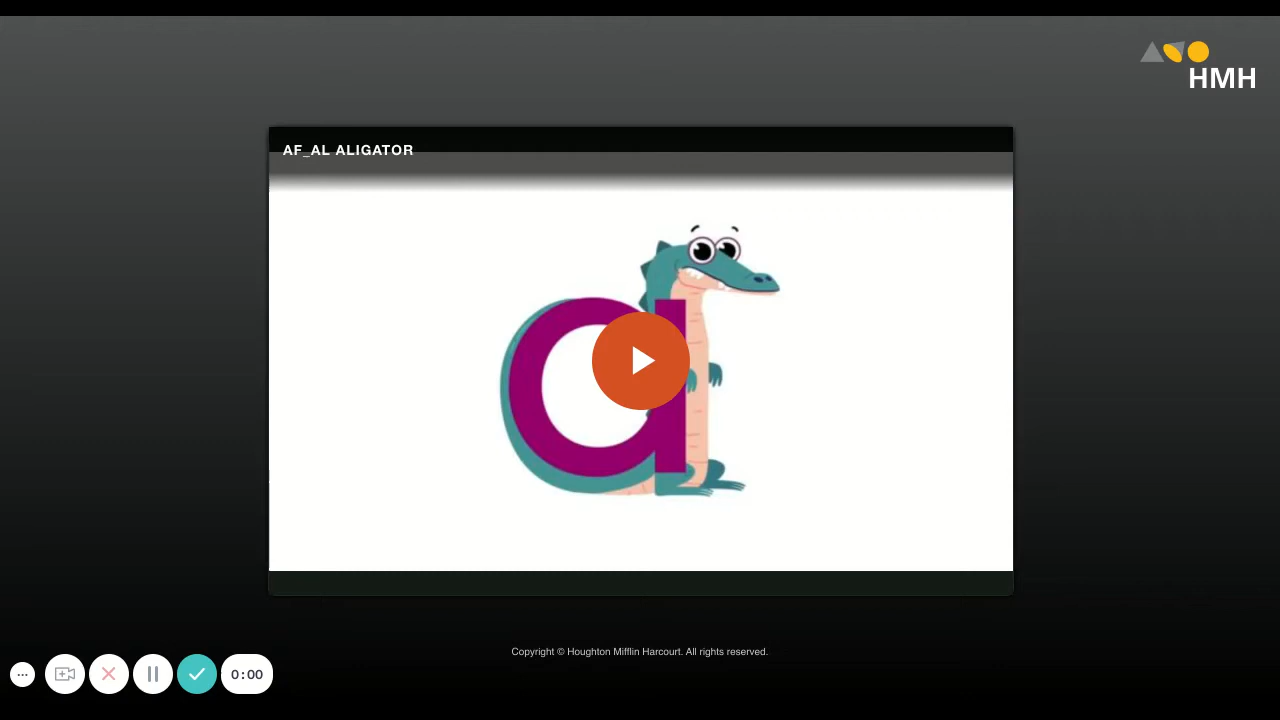 HMH
AF_AL ALIGATOR
a
Copyright © Houghton Mifflin Harcourt. All rights reserved.
0:00